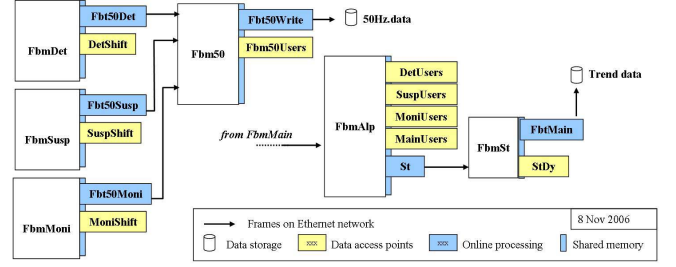 FbmDet
Fbt50Det
DetShift
FbmSusp
Fbt50Susp
SuspShift
FbmMoni
Fbt50Moni
MoniShift
Fbm50
Fbt50Write
Fbm50Users
50Hz.data
from FbmMain
FbmAlp
DetUsers
SuspUsers
MoniUsers
MainUsers
St
FbmSt
FbtMain
StDy
Trend data
8 Nov 2006
Frames on Ethernet network
Data storage
xxx Data access points
xxx Online processing
Shared memory